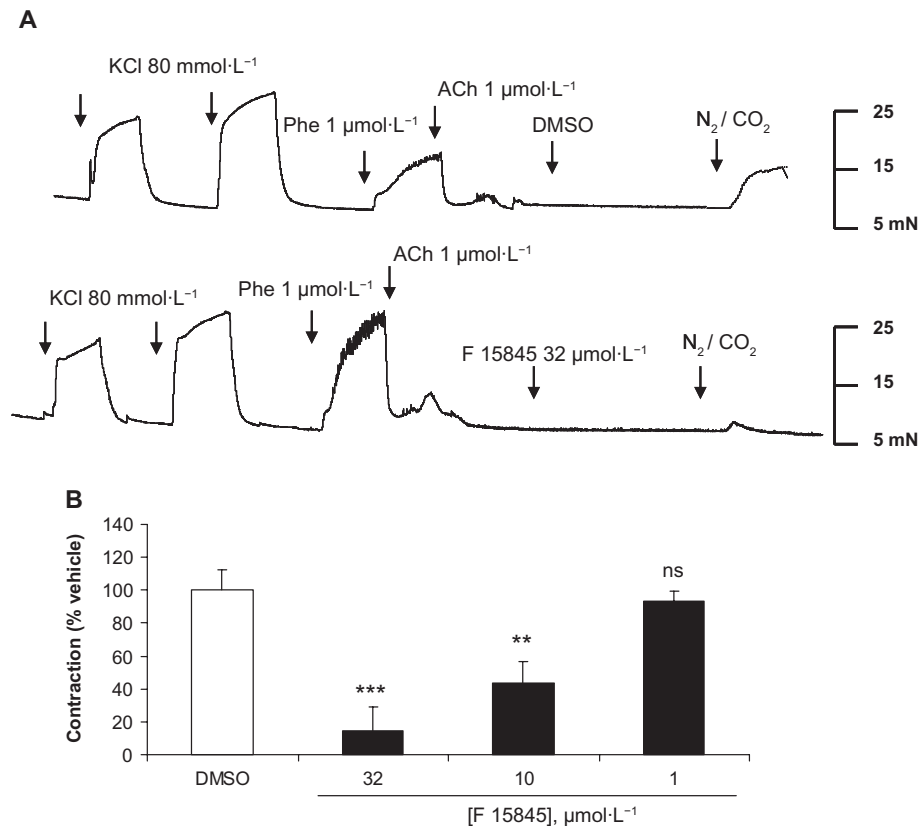 A
KCl 80 mmol·L⁻¹
Phe 1 µmol·L⁻¹
ACh 1 µmol·L⁻¹
DMSO
N₂ / CO₂
25
15
5 mN
KCl 80 mmol·L⁻¹
Phe 1 µmol·L⁻¹
ACh 1 µmol·L⁻¹
F 15845 32 µmol·L⁻¹
N₂ / CO₂
25
15
5 mN
B
Contraction (% vehicle)
140
120
100
80
60
40
20
0
***
**
ns
DMSO 32 10 1
[F 15845], µmol·L⁻¹